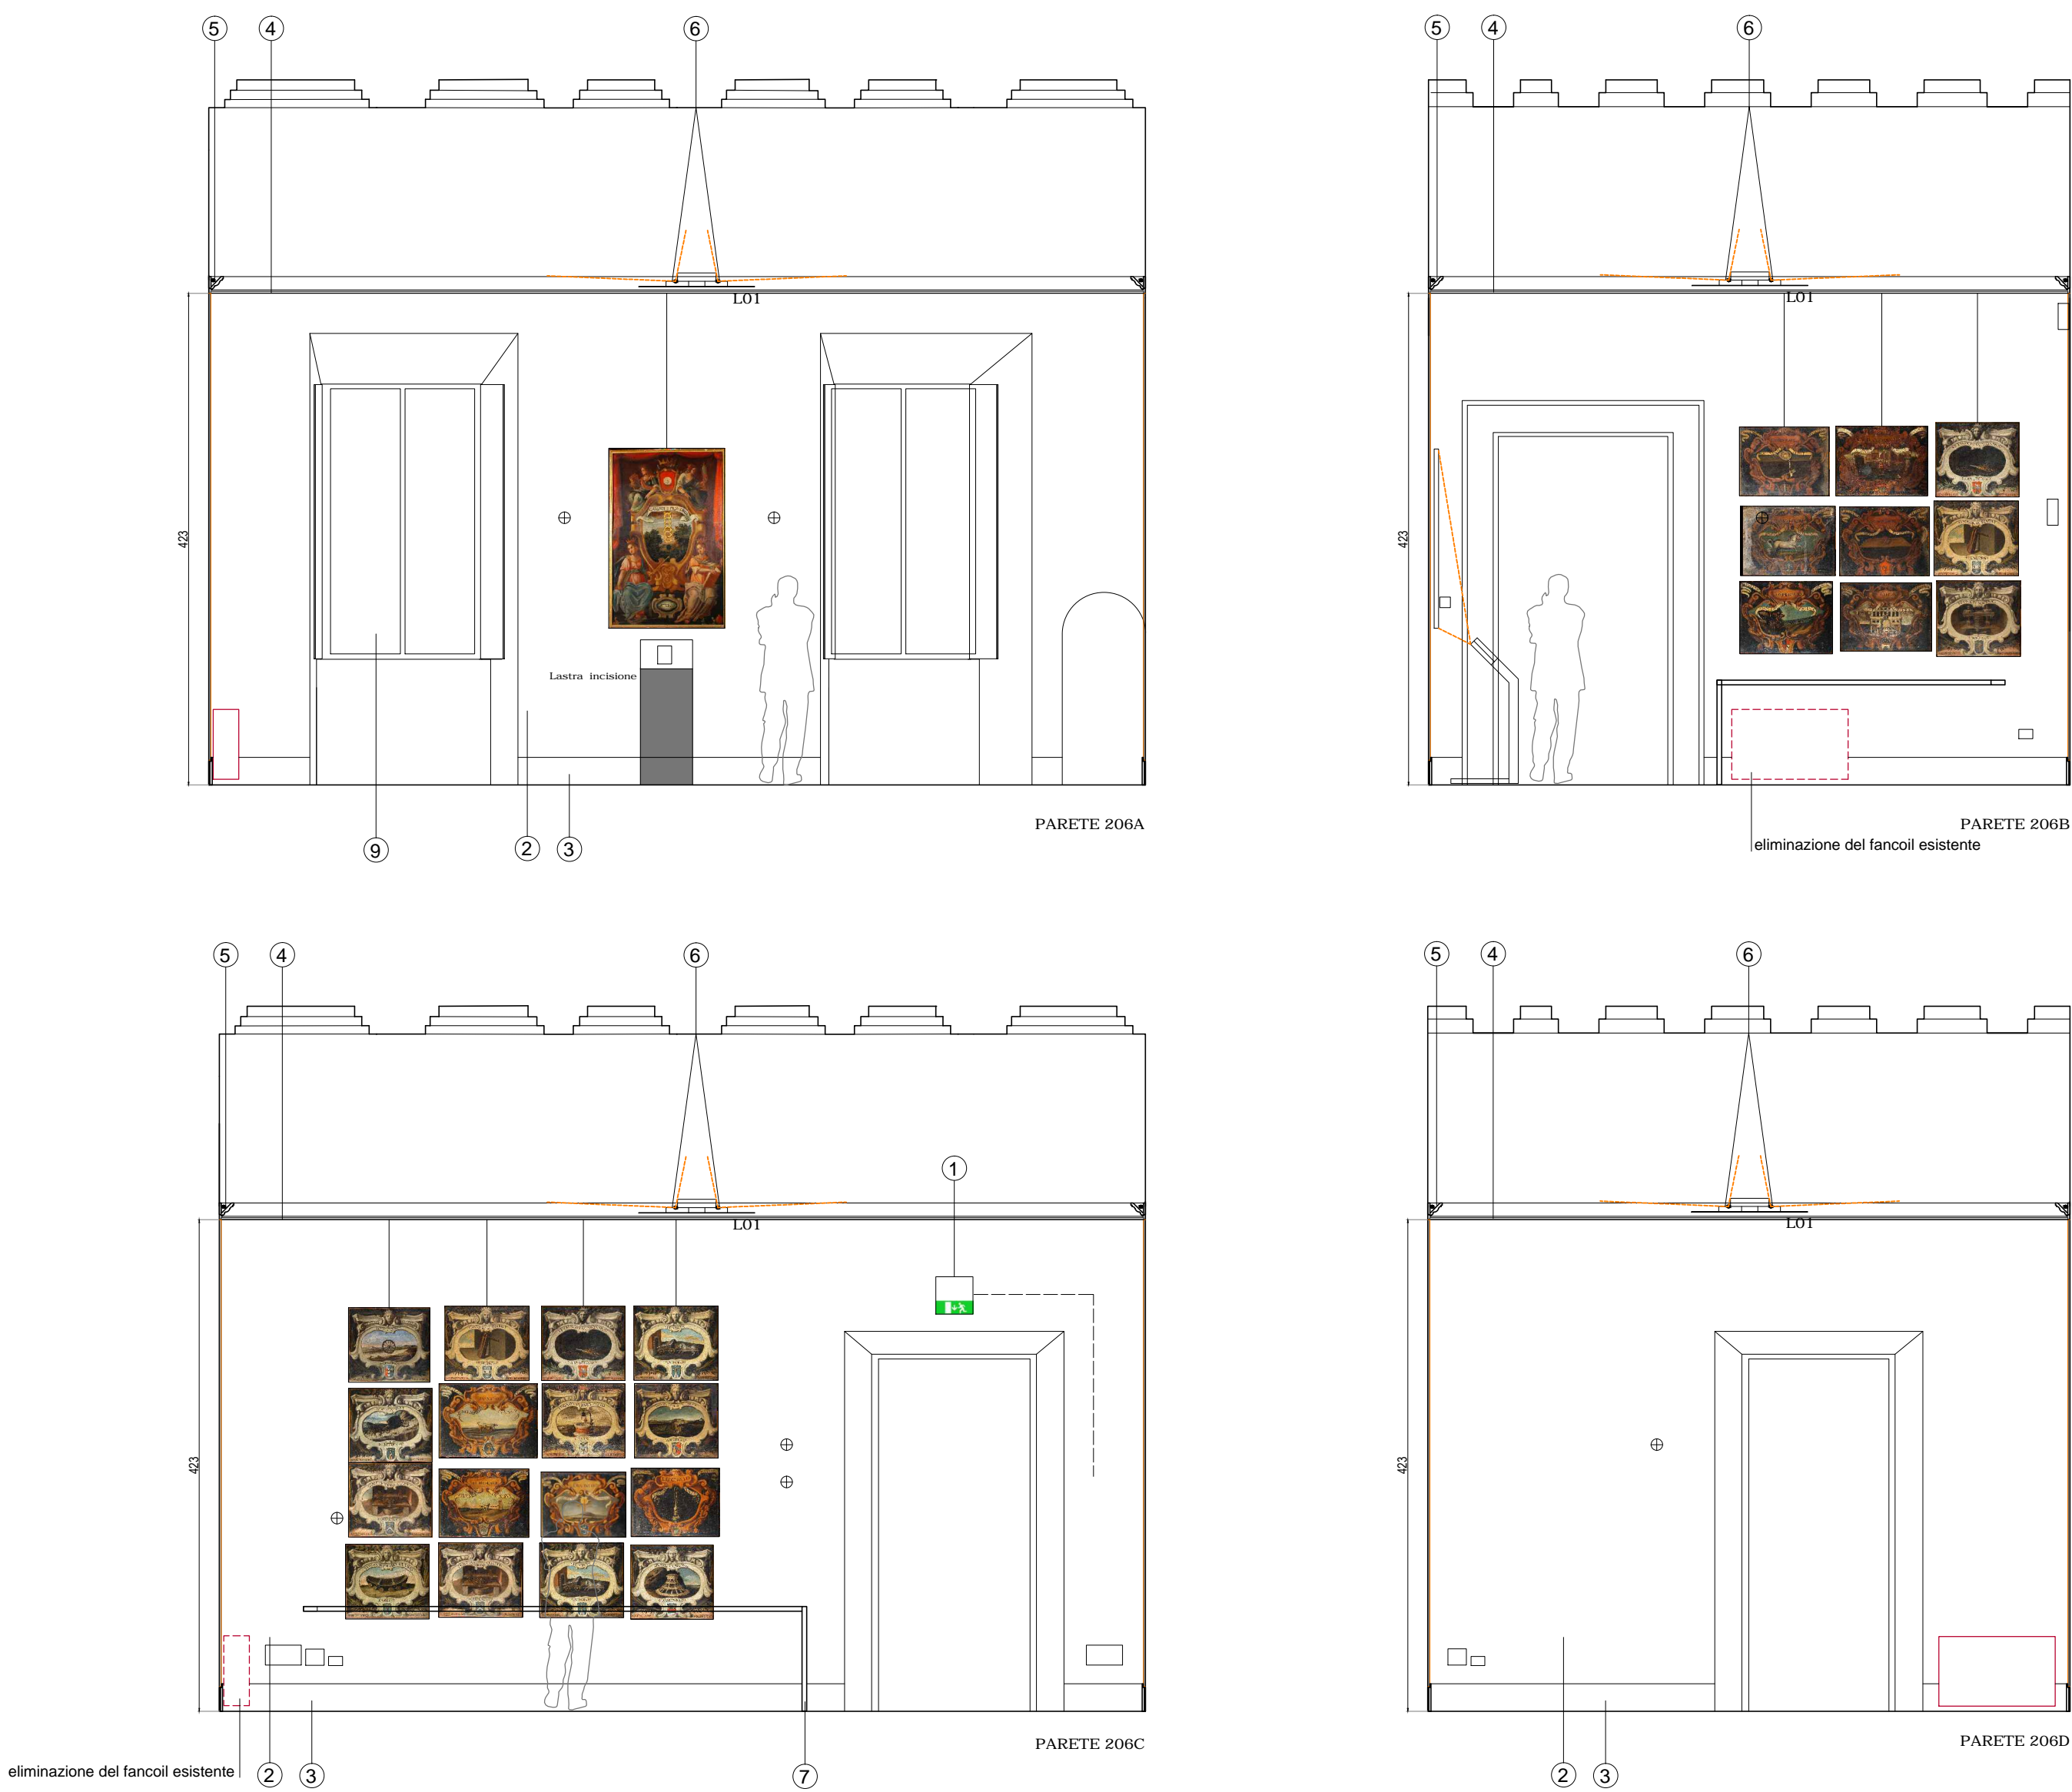 5 4 6
L01
423
Lastra incisione
PARETE 206A
9 2 3
5 4 6
L01
423
PARETE 206B
eliminazione del fancoil esistente
5 4 6
1
L01
423
PARETE 206C
eliminazione del fancoil esistente 2 3 7
5 4 6
L01
423
PARETE 206D
2 3